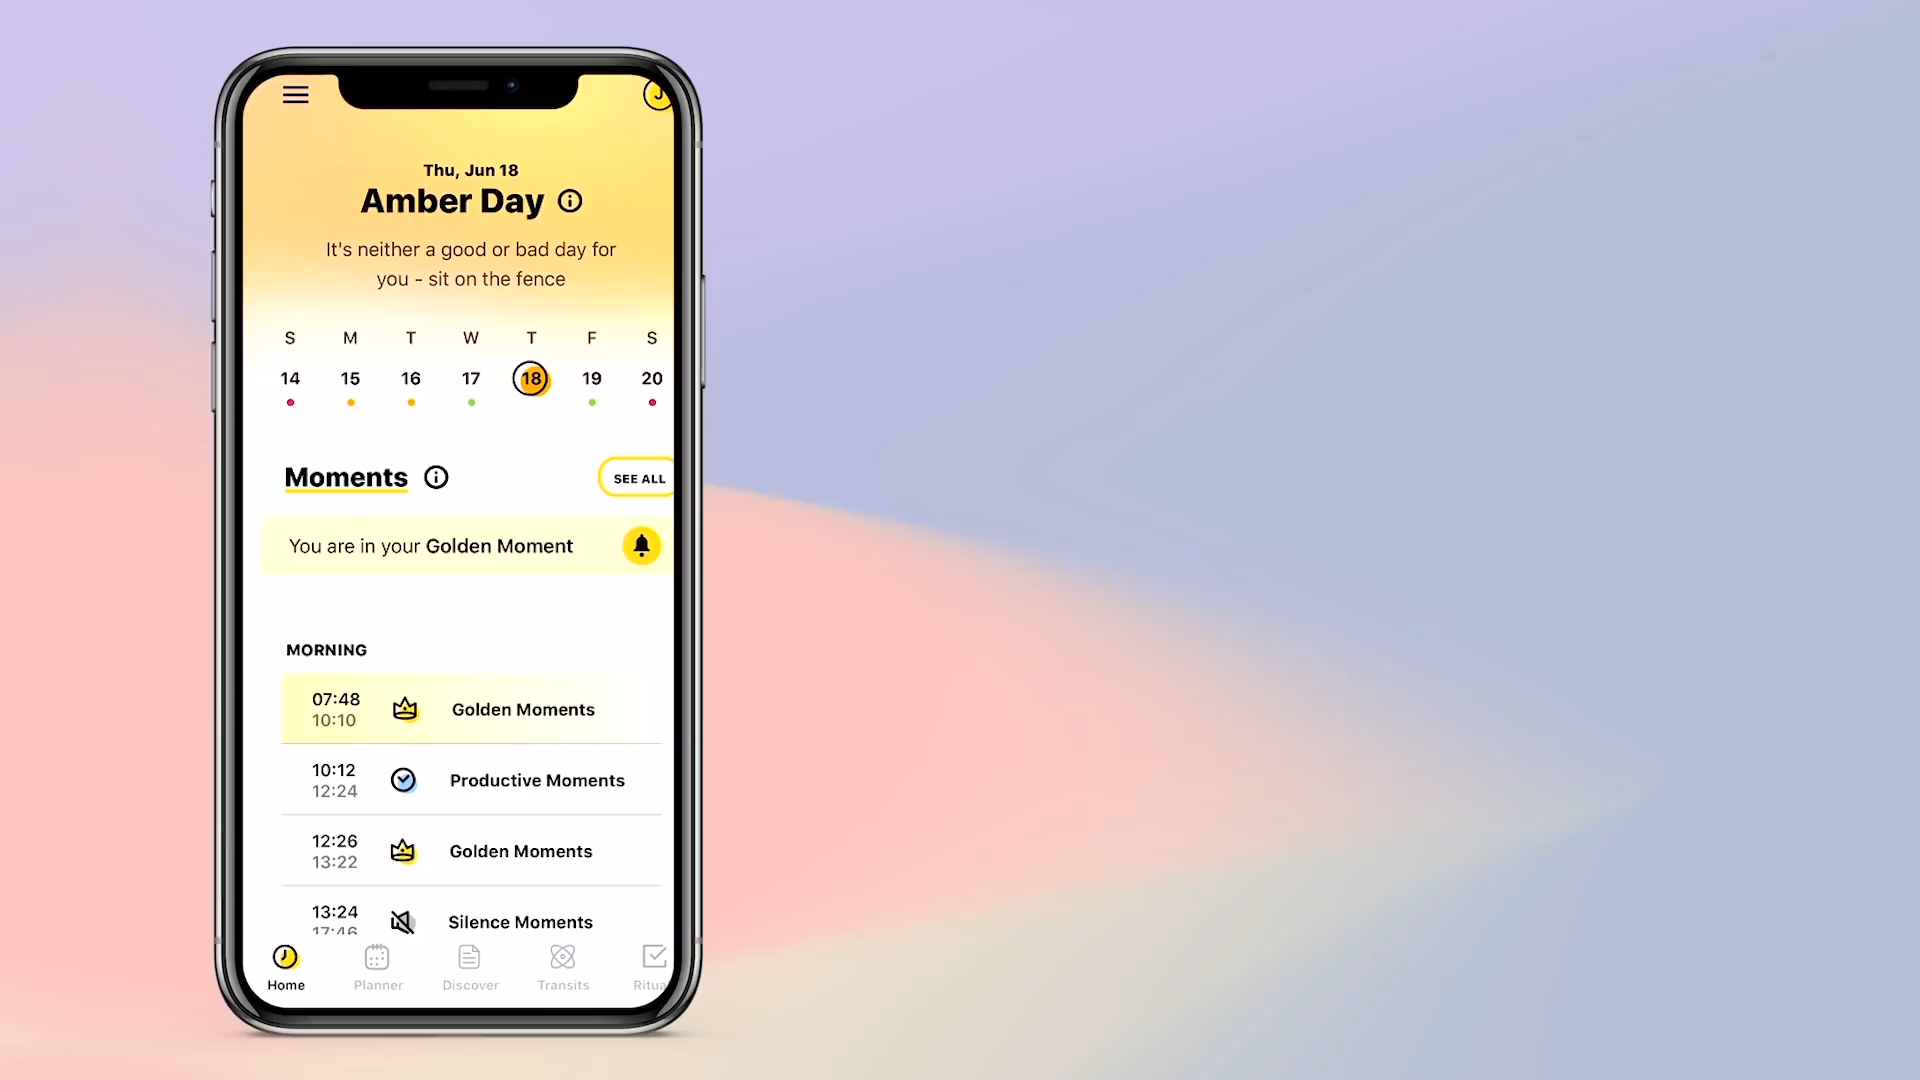 J
Thu, Jun 18
Amber Day
It's neither a good or bad day for
you - sit on the fence
S M T W T F S
14 15 16 17 18 19 20
Moments
SEE ALL
You are in your Golden Moment
MORNING
07:48
10:10
Golden Moments
10:12
12:24
Productive Moments
12:26
13:22
Golden Moments
13:24
17:46
Silence Moments
Home Planner Discover Transits Ritua